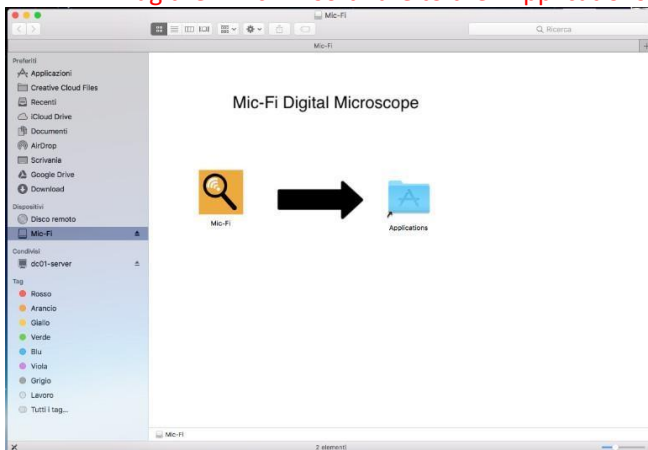 Mic-Fi
Ricerca
Mic-Fi
Preferiti
Applicazioni
Creative Cloud Files
Recenti
iCloud Drive
Documenti
AirDrop
Scrivania
Google Drive
Download
Dispositivi
Disco remoto
Mic-Fi
Condivisi
dc01-server
Tag
Rosso
Arancio
Giallo
Verde
Blu
Viola
Grigio
Lavoro
Tutti i tag...
Mic-Fi Digital Microscope
Mic-Fi
Applications
Mic-Fi
2 elementi